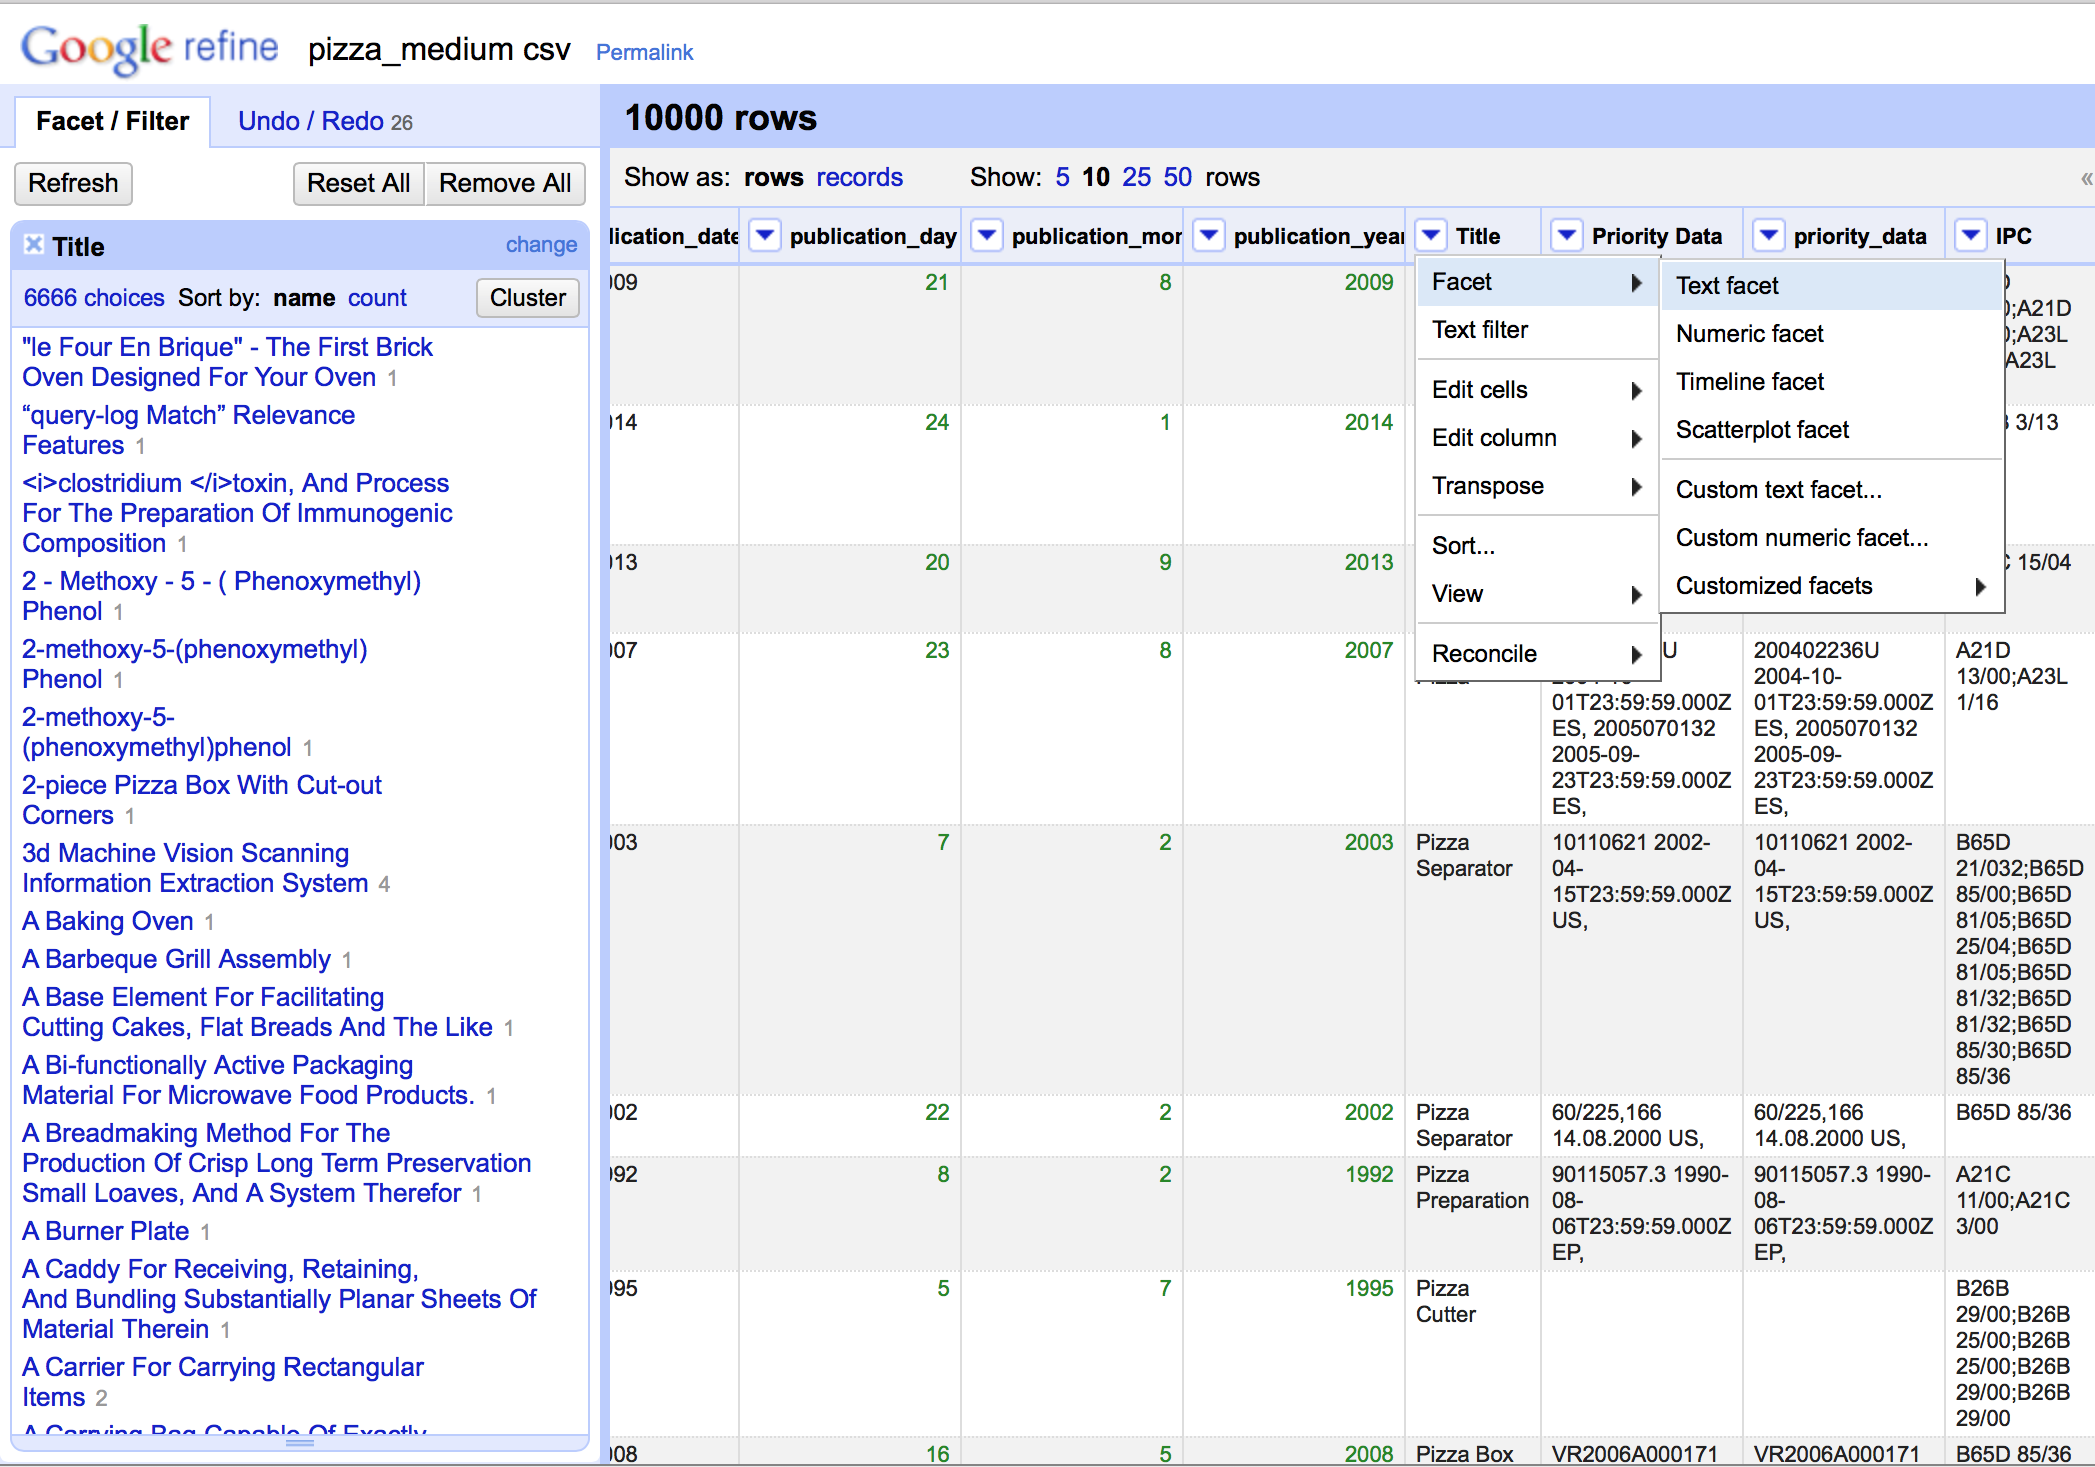 Google refine pizza_medium csv Permalink
Facet / Filter Undo / Redo 26
Refresh Reset All Remove All
Title change
6666 choices Sort by: name count Cluster
"le Four En Brique" - The First Brick
Oven Designed For Your Oven 1
“query-log Match” Relevance
Features 1
<i>clostridium </i>toxin, And Process
For The Preparation Of Immunogenic
Composition 1
2 - Methoxy - 5 - ( Phenoxymethyl)
Phenol 1
2-methoxy-5-(phenoxymethyl)
Phenol 1
2-methoxy-5-
(phenoxymethyl)phenol 1
2-piece Pizza Box With Cut-out
Corners 1
3d Machine Vision Scanning
Information Extraction System 4
A Baking Oven 1
A Barbeque Grill Assembly 1
A Base Element For Facilitating
Cutting Cakes, Flat Breads And The Like 1
A Bi-functionally Active Packaging
Material For Microwave Food Products. 1
A Breadmaking Method For The
Production Of Crisp Long Term Preservation
Small Loaves, And A System Therefor 1
A Burner Plate 1
A Caddy For Receiving, Retaining,
And Bundling Substantially Planar Sheets Of
Material Therein 1
A Carrier For Carrying Rectangular
Items 2
A Carrying Bag Capable Of Exactly
10000 rows
Show as: rows records Show: 5 10 25 50 rows «
lication_date publication_day publication_mor publication_year Title Priority Data priority_data IPC
009 21 8 2009
;A21D
;A23L
A23L
014 24 1 2014
3/13
013 20 9 2013
15/04
Facet
Text filter
Edit cells
Edit column
Transpose
Sort...
View
Reconcile
Text facet
Numeric facet
Timeline facet
Scatterplot facet
Custom text facet...
Custom numeric facet...
Customized facets
007 23 8 2007
U
01T23:59:59.000Z
ES, 2005070132
2005-09-
23T23:59:59.000Z
ES,
200402236U
2004-10-
01T23:59:59.000Z
ES, 2005070132
2005-09-
23T23:59:59.000Z
ES,
A21D
13/00;A23L
1/16
003 7 2 2003
Pizza
Separator
10110621 2002-
04-
15T23:59:59.000Z
US,
10110621 2002-
04-
15T23:59:59.000Z
US,
B65D
21/032;B65D
85/00;B65D
81/05;B65D
25/04;B65D
81/05;B65D
81/32;B65D
81/32;B65D
85/30;B65D
85/36
002 22 2 2002
Pizza
Separator
60/225,166
14.08.2000 US,
60/225,166
14.08.2000 US,
B65D 85/36
992 8 2 1992
Pizza
Preparation
90115057.3 1990-
08-
06T23:59:59.000Z
EP,
90115057.3 1990-
08-
06T23:59:59.000Z
EP,
A21C
11/00;A21C
3/00
995 5 7 1995
Pizza
Cutter
B26B
29/00;B26B
25/00;B26B
25/00;B26B
29/00;B26B
29/00
008 16 5 2008 Pizza Box VR2006A000171 VR2006A000171 B65D 85/36